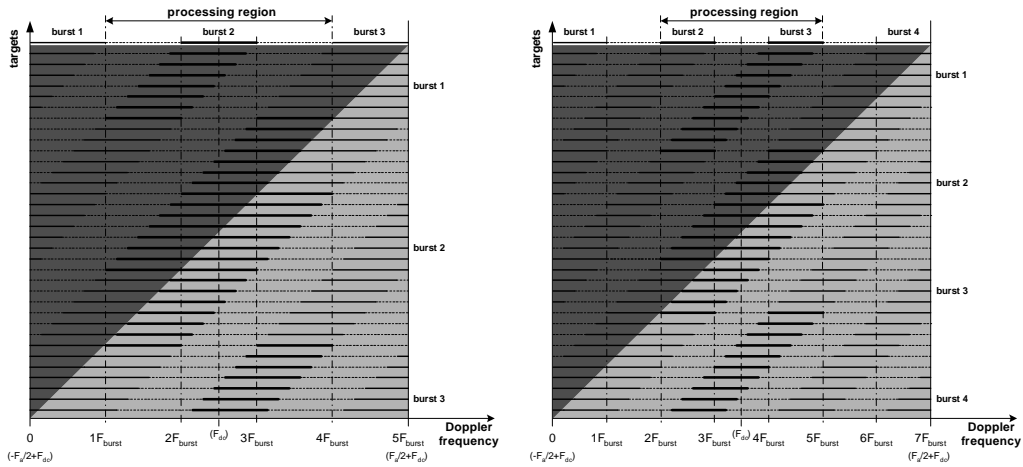 processing region
burst 1
burst 2
burst 3
targets
burst 1
burst 2
burst 3
0
1F_burst
2F_burst
(F_dc)
3F_burst
4F_burst
5F_burst
Doppler
frequency
(-F_a/2+F_dc)
(F_a/2+F_dc)
processing region
burst 1
burst 2
burst 3
burst 4
targets
burst 1
burst 2
burst 3
burst 4
0
1F_burst
2F_burst
3F_burst
(F_dc)
4F_burst
5F_burst
6F_burst
7F_burst
Doppler
frequency
(-F_a/2+F_dc)
(F_a/2+F_dc)